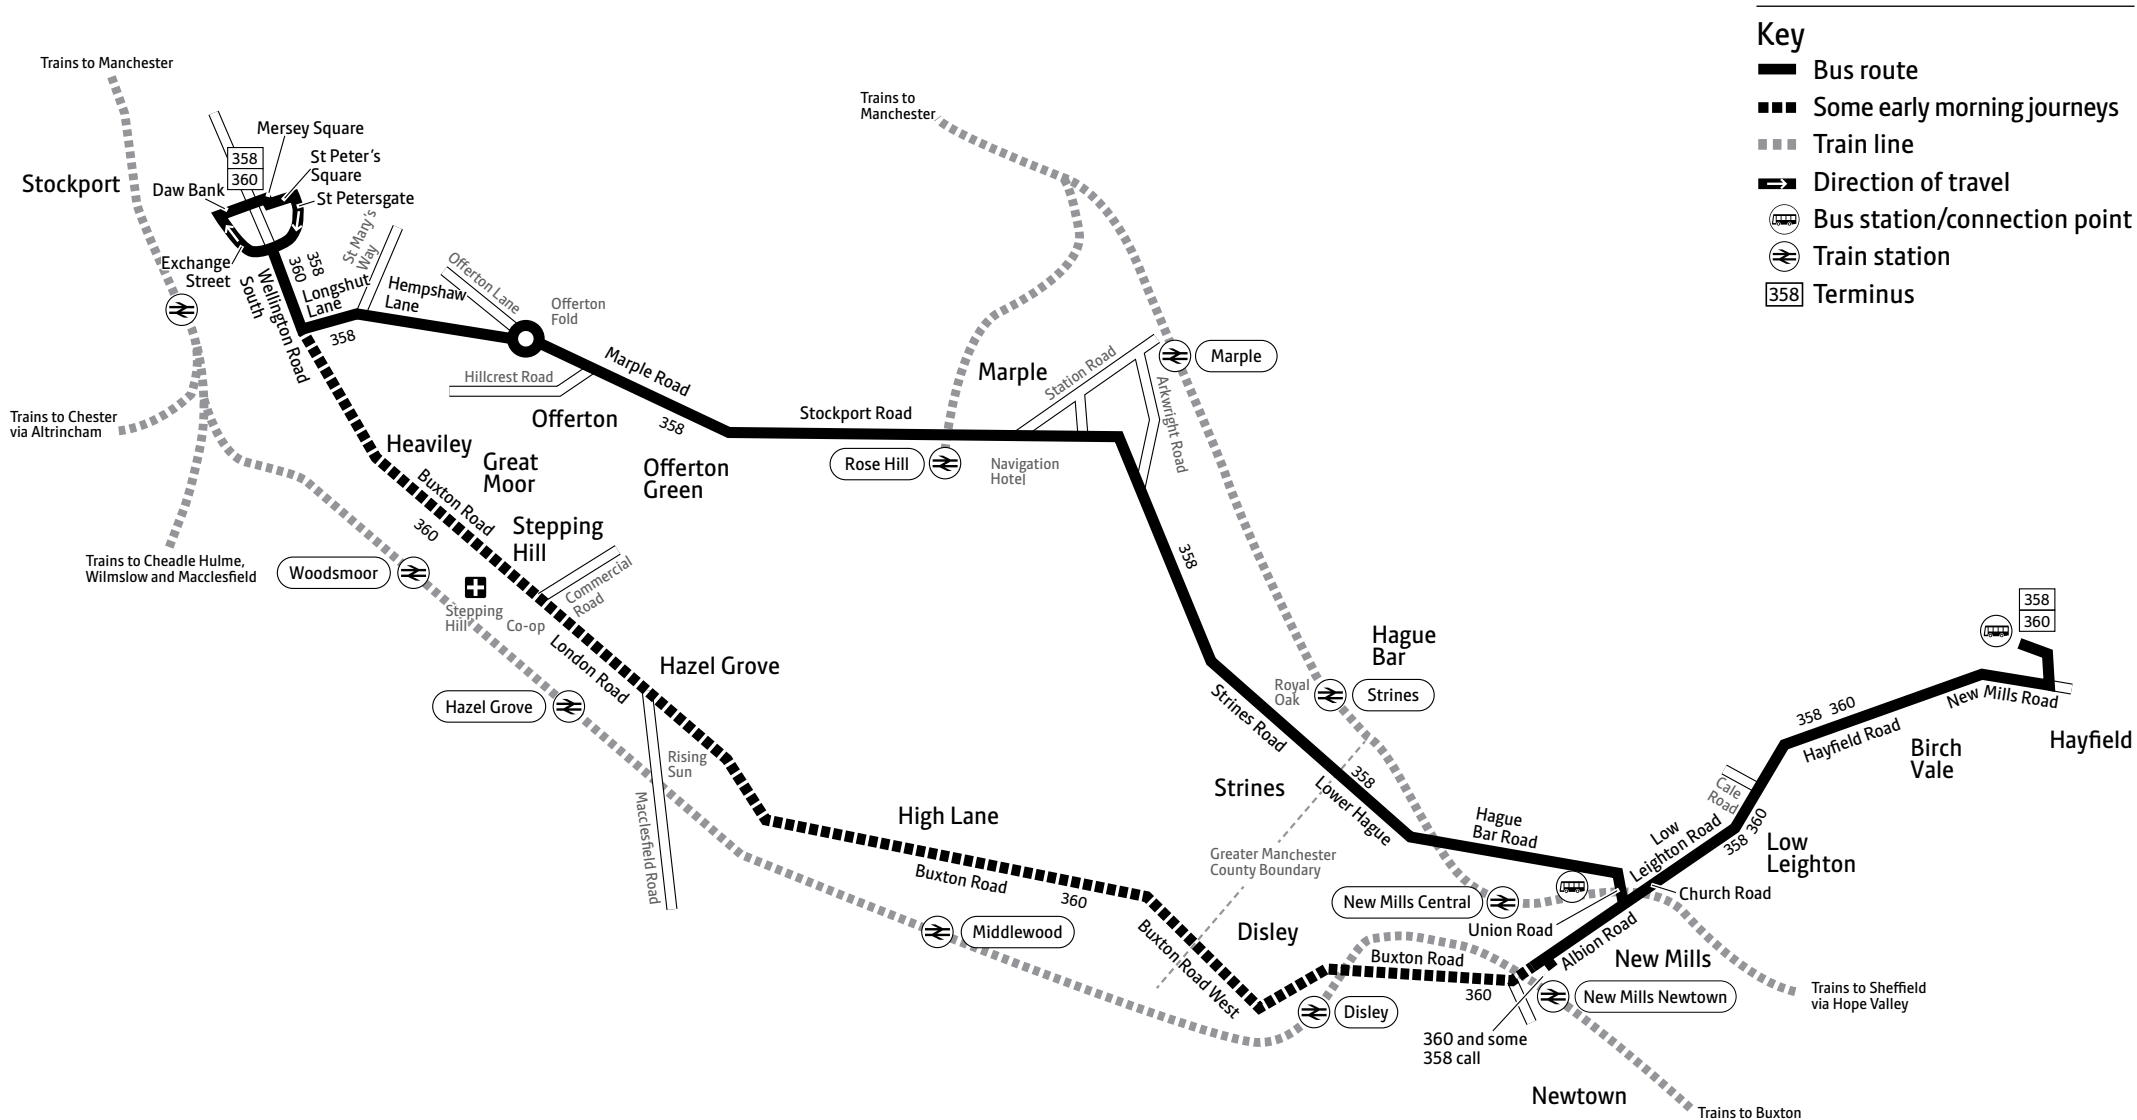 Key
Bus route
Some early morning journeys
Train line
Direction of travel
Bus station/connection point
Train station
358 Terminus
Trains to Manchester
Trains to
Manchester
Mersey Square
358
360
St Peter's
Square
Stockport
Daw Bank
St Petersgate
St Mary's
Way
Exchange
Street
358
360
Wellington Road
South
Longshut
Lane
358
Hempshaw
Lane
Offerton Lane
Offerton
Fold
Marple Road
Hillcrest Road
Offerton
358
Stockport Road
Marple
Station Road
Marple
Arkwright Road
Trains to Chester
via Altrincham
Heaviley
Great
Moor
Buxton Road
360
Offerton
Green
Rose Hill
Navigation
Hotel
Stepping
Hill
Trains to Cheadle Hulme,
Wilmslow and Macclesfield
Woodsmoor
Commercial
Road
Stepping
Hill
Co-op
London Road
358
358
360
Hazel Grove
Hazel Grove
Hague
Bar
Royal
Oak
Strines
Strines Road
358 360
Hayfield Road
New Mills Road
Birch
Vale
Hayfield
Rising
Sun
Macclesfield Road
Strines
358
Lower Hague
Cale
Road
High Lane
Hague
Bar Road
Low
Leighton Road
358 360
Low
Leighton
Greater Manchester
County Boundary
Buxton Road
360
New Mills Central
Church Road
Union Road
Middlewood
Disley
Buxton Road West
Buxton Road
Albion Road
New Mills
360
New Mills Newtown
Trains to Sheffield
via Hope Valley
Disley
360 and some
358 call
Newtown
Trains to Buxton